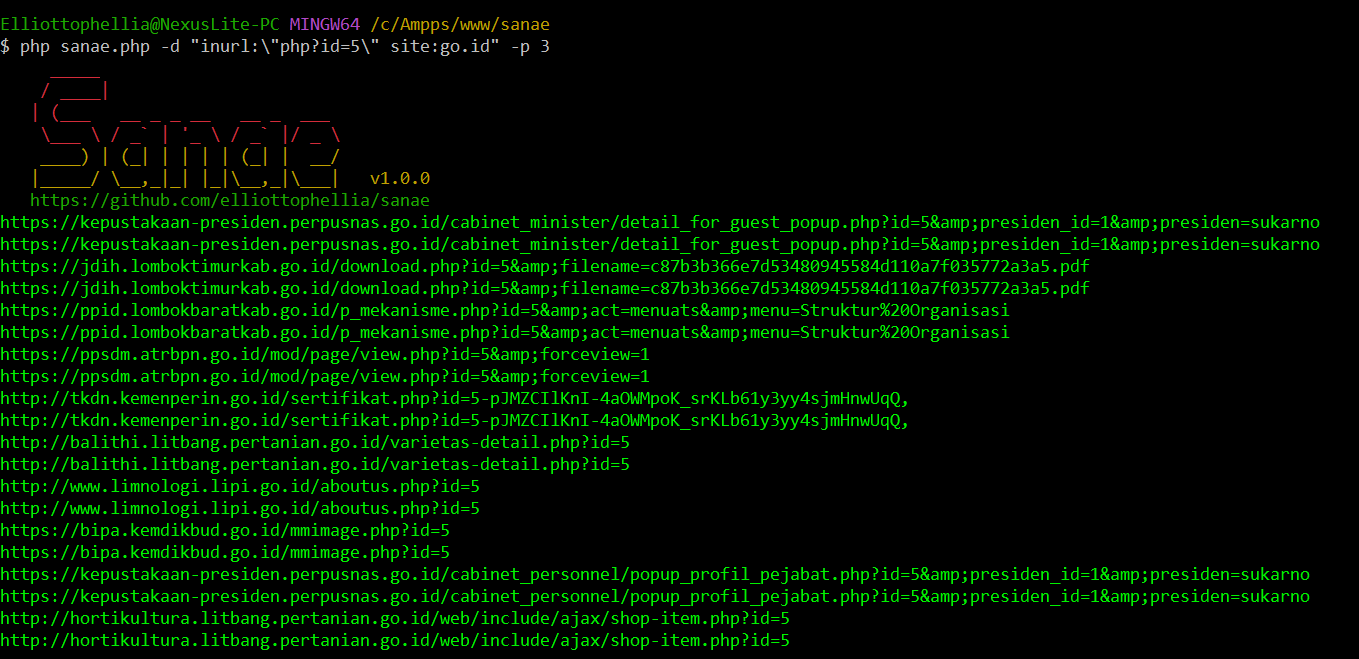 Elliottophellia@NexusLite-PC MINGW64 /c/Ampps/www/sanae
$ php sanae.php -d "inurl:\"php?id=5\" site:go.id" -p 3
Sanae v1.0.0
https://github.com/elliottophellia/sanae
https://kepustakaan-presiden.perpusnas.go.id/cabinet_minister/detail_for_guest_popup.php?id=5&amp;presiden_id=1&amp;presiden=sukarno
https://kepustakaan-presiden.perpusnas.go.id/cabinet_minister/detail_for_guest_popup.php?id=5&amp;presiden_id=1&amp;presiden=sukarno
https://jdih.lomboktimurkab.go.id/download.php?id=5&amp;filename=c87b3b366e7d53480945584d110a7f035772a3a5.pdf
https://jdih.lomboktimurkab.go.id/download.php?id=5&amp;filename=c87b3b366e7d53480945584d110a7f035772a3a5.pdf
https://ppid.lombokbaratkab.go.id/p_mekanisme.php?id=5&amp;act=menuats&amp;menu=Struktur%20Organisasi
https://ppid.lombokbaratkab.go.id/p_mekanisme.php?id=5&amp;act=menuats&amp;menu=Struktur%20Organisasi
https://ppsdm.atrbpn.go.id/mod/page/view.php?id=5&amp;forceview=1
https://ppsdm.atrbpn.go.id/mod/page/view.php?id=5&amp;forceview=1
http://tkdn.kemenperin.go.id/sertifikat.php?id=5-pJMZCIlKnI-4aOWMpoK_srKLb61y3yy4sjmHnwUqQ,
http://tkdn.kemenperin.go.id/sertifikat.php?id=5-pJMZCIlKnI-4aOWMpoK_srKLb61y3yy4sjmHnwUqQ,
http://balithi.litbang.pertanian.go.id/varietas-detail.php?id=5
http://balithi.litbang.pertanian.go.id/varietas-detail.php?id=5
http://www.limnologi.lipi.go.id/aboutus.php?id=5
http://www.limnologi.lipi.go.id/aboutus.php?id=5
https://bipa.kemdikbud.go.id/mmimage.php?id=5
https://bipa.kemdikbud.go.id/mmimage.php?id=5
https://kepustakaan-presiden.perpusnas.go.id/cabinet_personnel/popup_profil_pejabat.php?id=5&amp;presiden_id=1&amp;presiden=sukarno
https://kepustakaan-presiden.perpusnas.go.id/cabinet_personnel/popup_profil_pejabat.php?id=5&amp;presiden_id=1&amp;presiden=sukarno
http://hortikultura.litbang.pertanian.go.id/web/include/ajax/shop-item.php?id=5
http://hortikultura.litbang.pertanian.go.id/web/include/ajax/shop-item.php?id=5